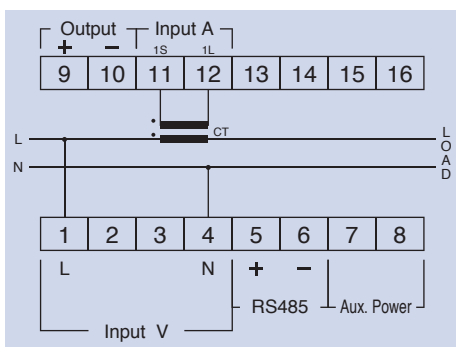 Output Input A
+ − 1S 1L
9 10 11 12 13 14 15 16
CT
L LOAD
N
1 2 3 4 5 6 7 8
L N + −
RS485 Aux. Power
Input V